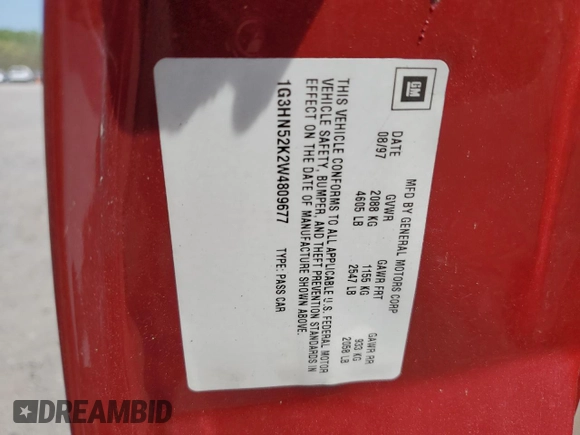 GM
MFD BY GENERAL MOTORS CORP
DATE GVWR GAWR FRT GAWR RR
08/97 2088 KG 1155 KG 933 KG
4605 LB 2547 LB 2058 LB
THIS VEHICLE CONFORMS TO ALL APPLICABLE U.S. FEDERAL MOTOR
VEHICLE SAFETY, BUMPER, AND THEFT PREVENTION STANDARDS IN
EFFECT ON THE DATE OF MANUFACTURE SHOWN ABOVE.
1G3HN52K2W4809677 TYPE: PASS CAR
DREAMBID